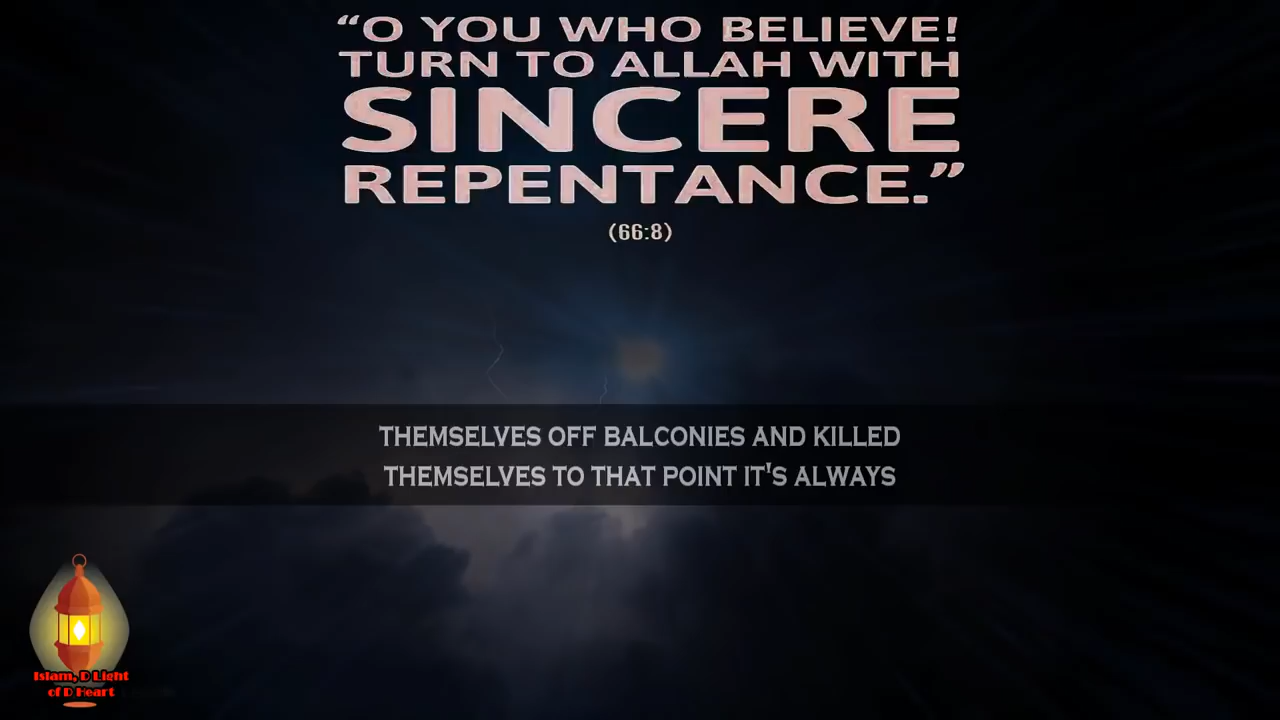 “O YOU WHO BELIEVE!
TURN TO ALLAH WITH
SINCERE
REPENTANCE.”
(66:8)
THEMSELVES OFF BALCONIES AND KILLED
THEMSELVES TO THAT POINT IT'S ALWAYS
Islam, D Light
of D Heart